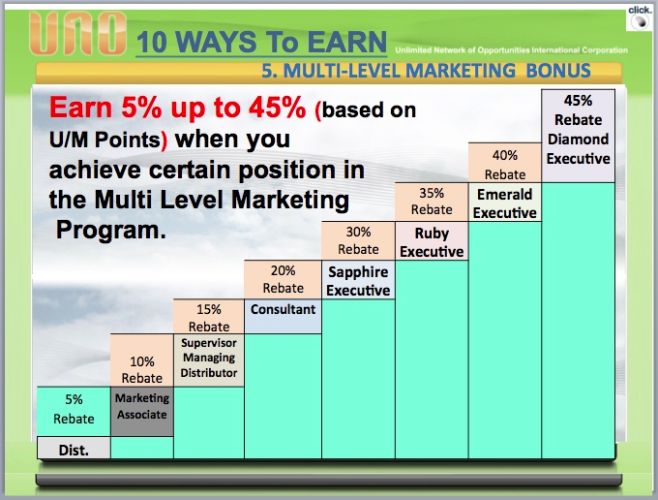 click.
UNO 10 WAYS To EARN Unlimited Network of Opportunities International Corporation
5. MULTI-LEVEL MARKETING BONUS
Earn 5% up to 45% (based on
U/M Points) when you
achieve certain position in
the Multi Level Marketing
Program.
5%
Rebate
Dist.
10%
Rebate
Marketing
Associate
15%
Rebate
Supervisor
Managing
Distributor
20%
Rebate
Consultant
30%
Rebate
Sapphire
Executive
35%
Rebate
Ruby
Executive
40%
Rebate
Emerald
Executive
45%
Rebate
Diamond
Executive